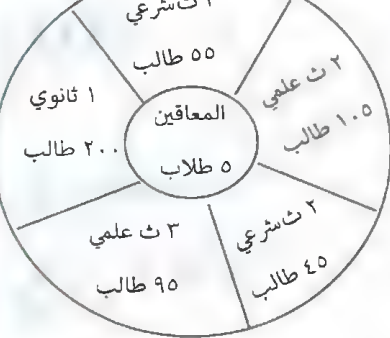 ث شرعي
٥٥ طالب
٢ ث علمي
١٠٥ طالب
١ ثانوي
٢٠٠ طالب
المعاقين
٥ طلاب
٣ ث علمي
٩٥ طالب
٢ ث شرعي
٤٥ طالب